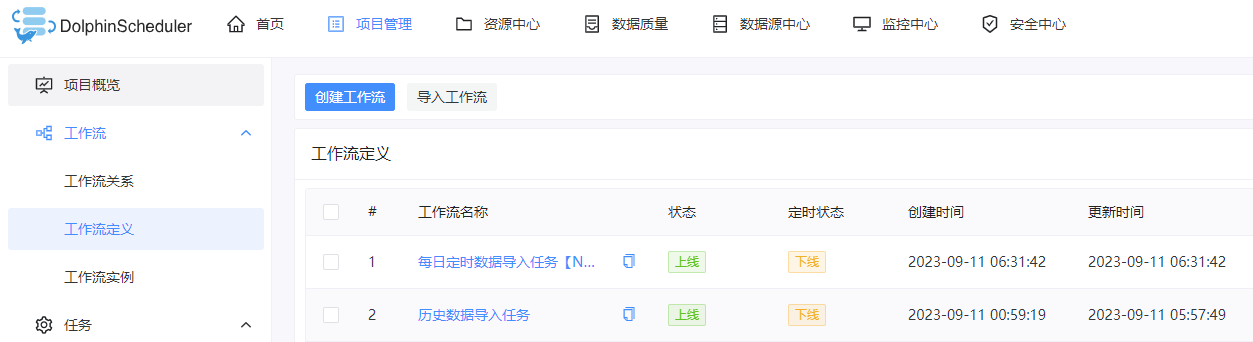 DolphinScheduler 首页 项目管理 资源中心 数据质量 数据源中心 监控中心 安全中心
项目概览
工作流
工作流关系
工作流定义
工作流实例
任务
创建工作流 导入工作流
工作流定义
# 工作流名称 状态 定时状态 创建时间 更新时间
1 每日定时数据导入任务【N... 上线 下线 2023-09-11 06:31:42 2023-09-11 06:31:42
2 历史数据导入任务 上线 下线 2023-09-11 00:59:19 2023-09-11 05:57:49